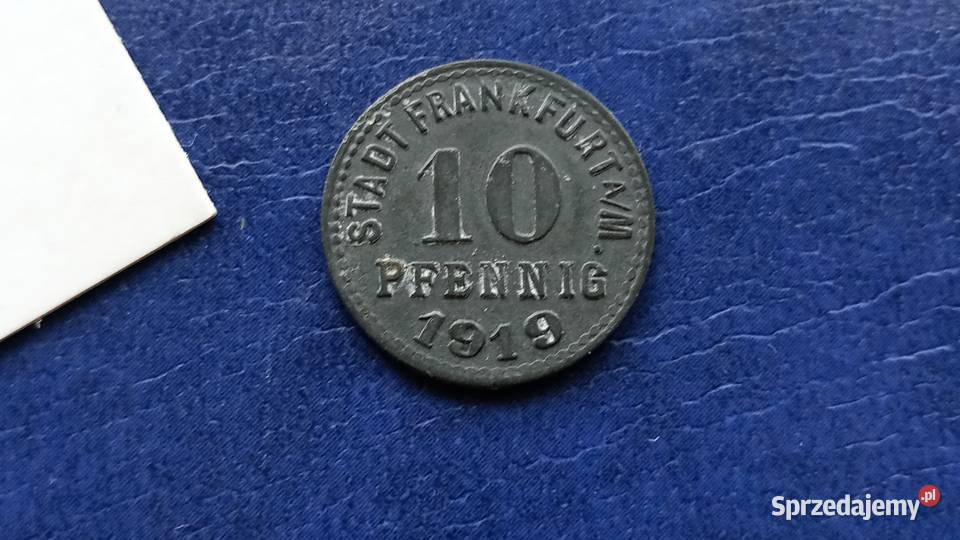 STADT FRANKFURT A/M.
10
PFENNIG
1919
Sprzedajemy.pl